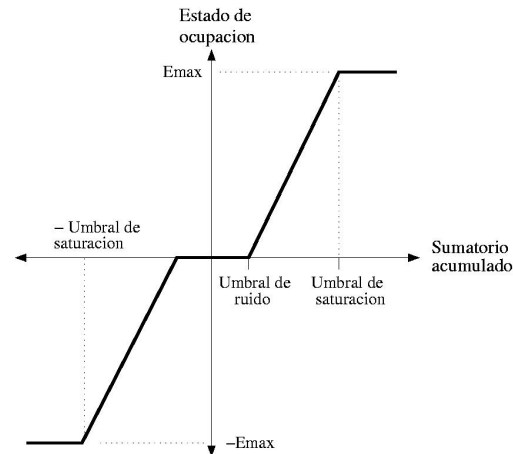 Estado de
ocupacion
Emax
− Umbral de
saturacion
Sumatorio
acumulado
Umbral de
ruido
Umbral de
saturacion
−Emax